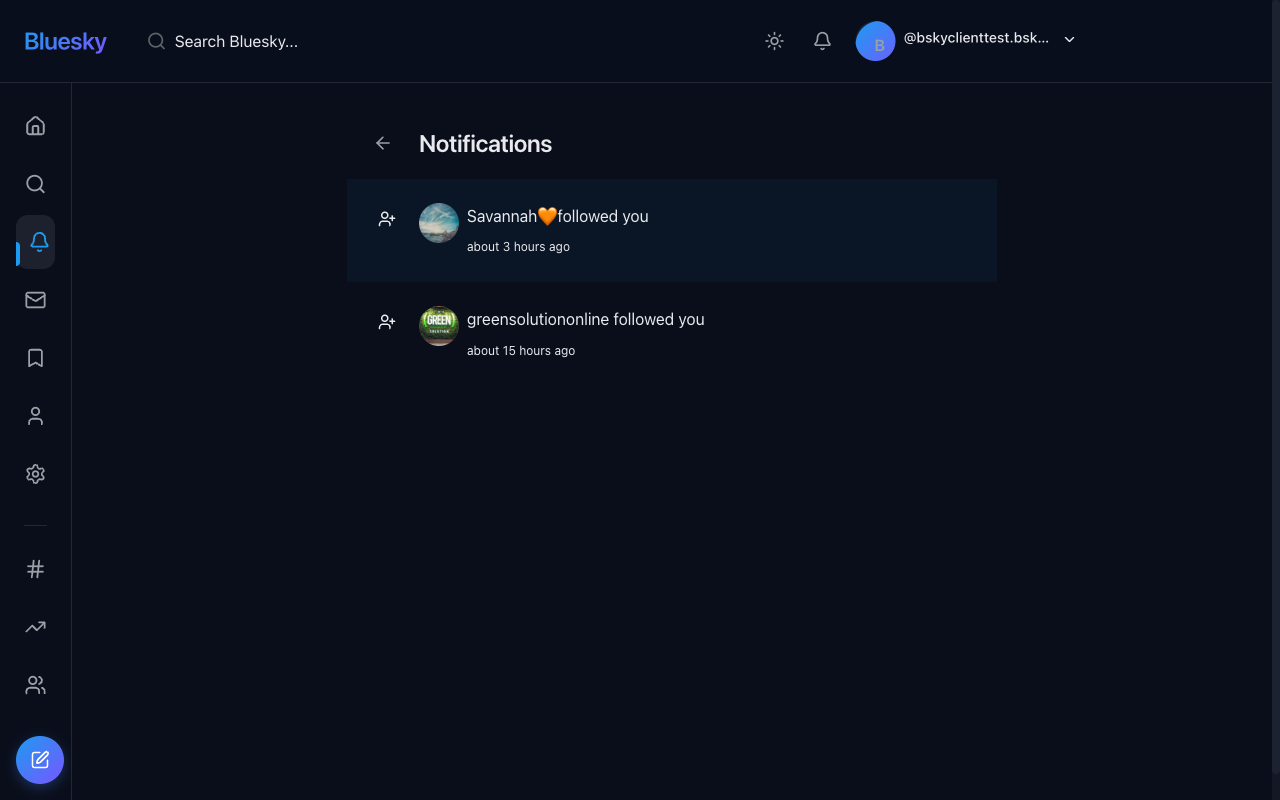 Bluesky
Search Bluesky...
B
@bskyclienttest.bsk...
Notifications
Savannah🧡followed you
about 3 hours ago
GREEN
greensolutiononline followed you
about 15 hours ago